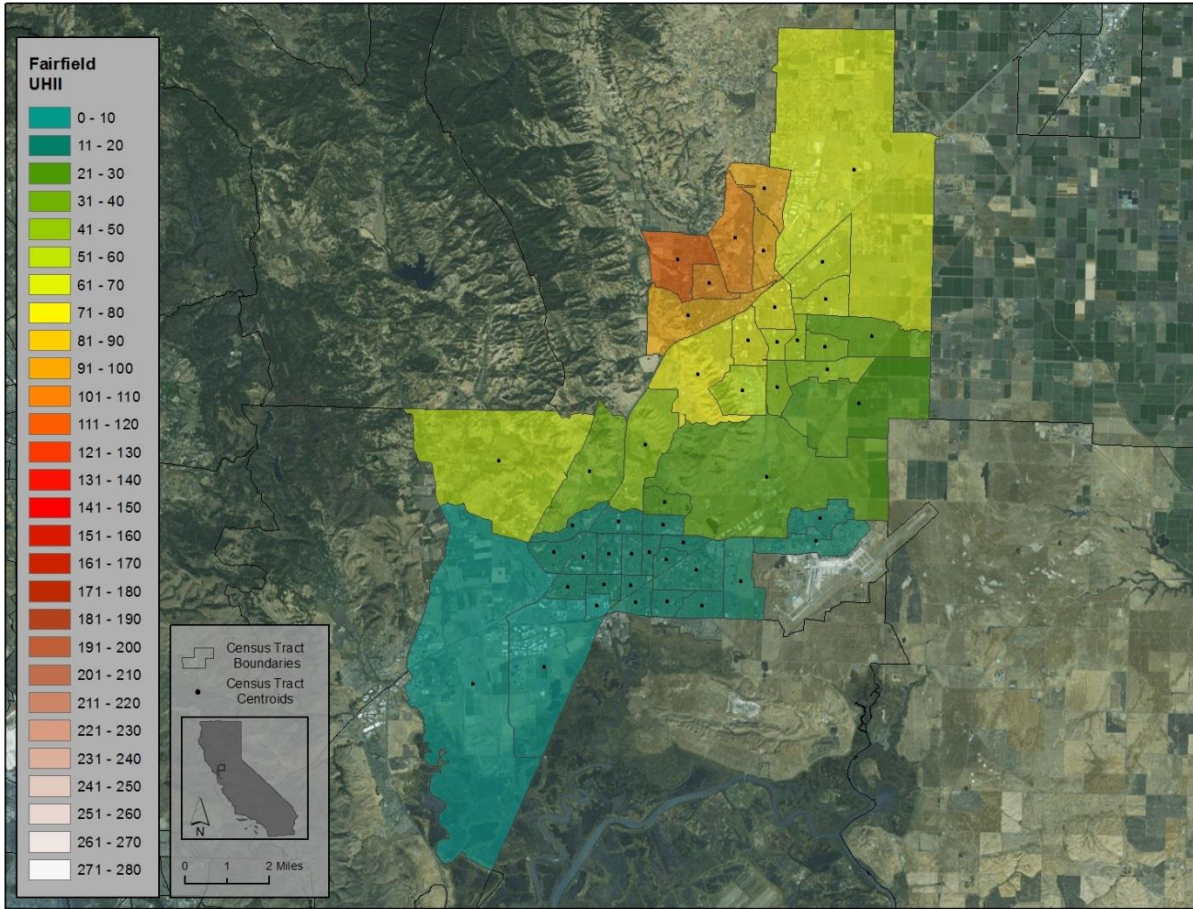 Fairfield
UHII
0 - 10
11 - 20
21 - 30
31 - 40
41 - 50
51 - 60
61 - 70
71 - 80
81 - 90
91 - 100
101 - 110
111 - 120
121 - 130
131 - 140
141 - 150
151 - 160
161 - 170
171 - 180
181 - 190
191 - 200
201 - 210
211 - 220
221 - 230
231 - 240
241 - 250
251 - 260
261 - 270
271 - 280
Census Tract
Boundaries
Census Tract
Centroids
N
0 1 2 Miles